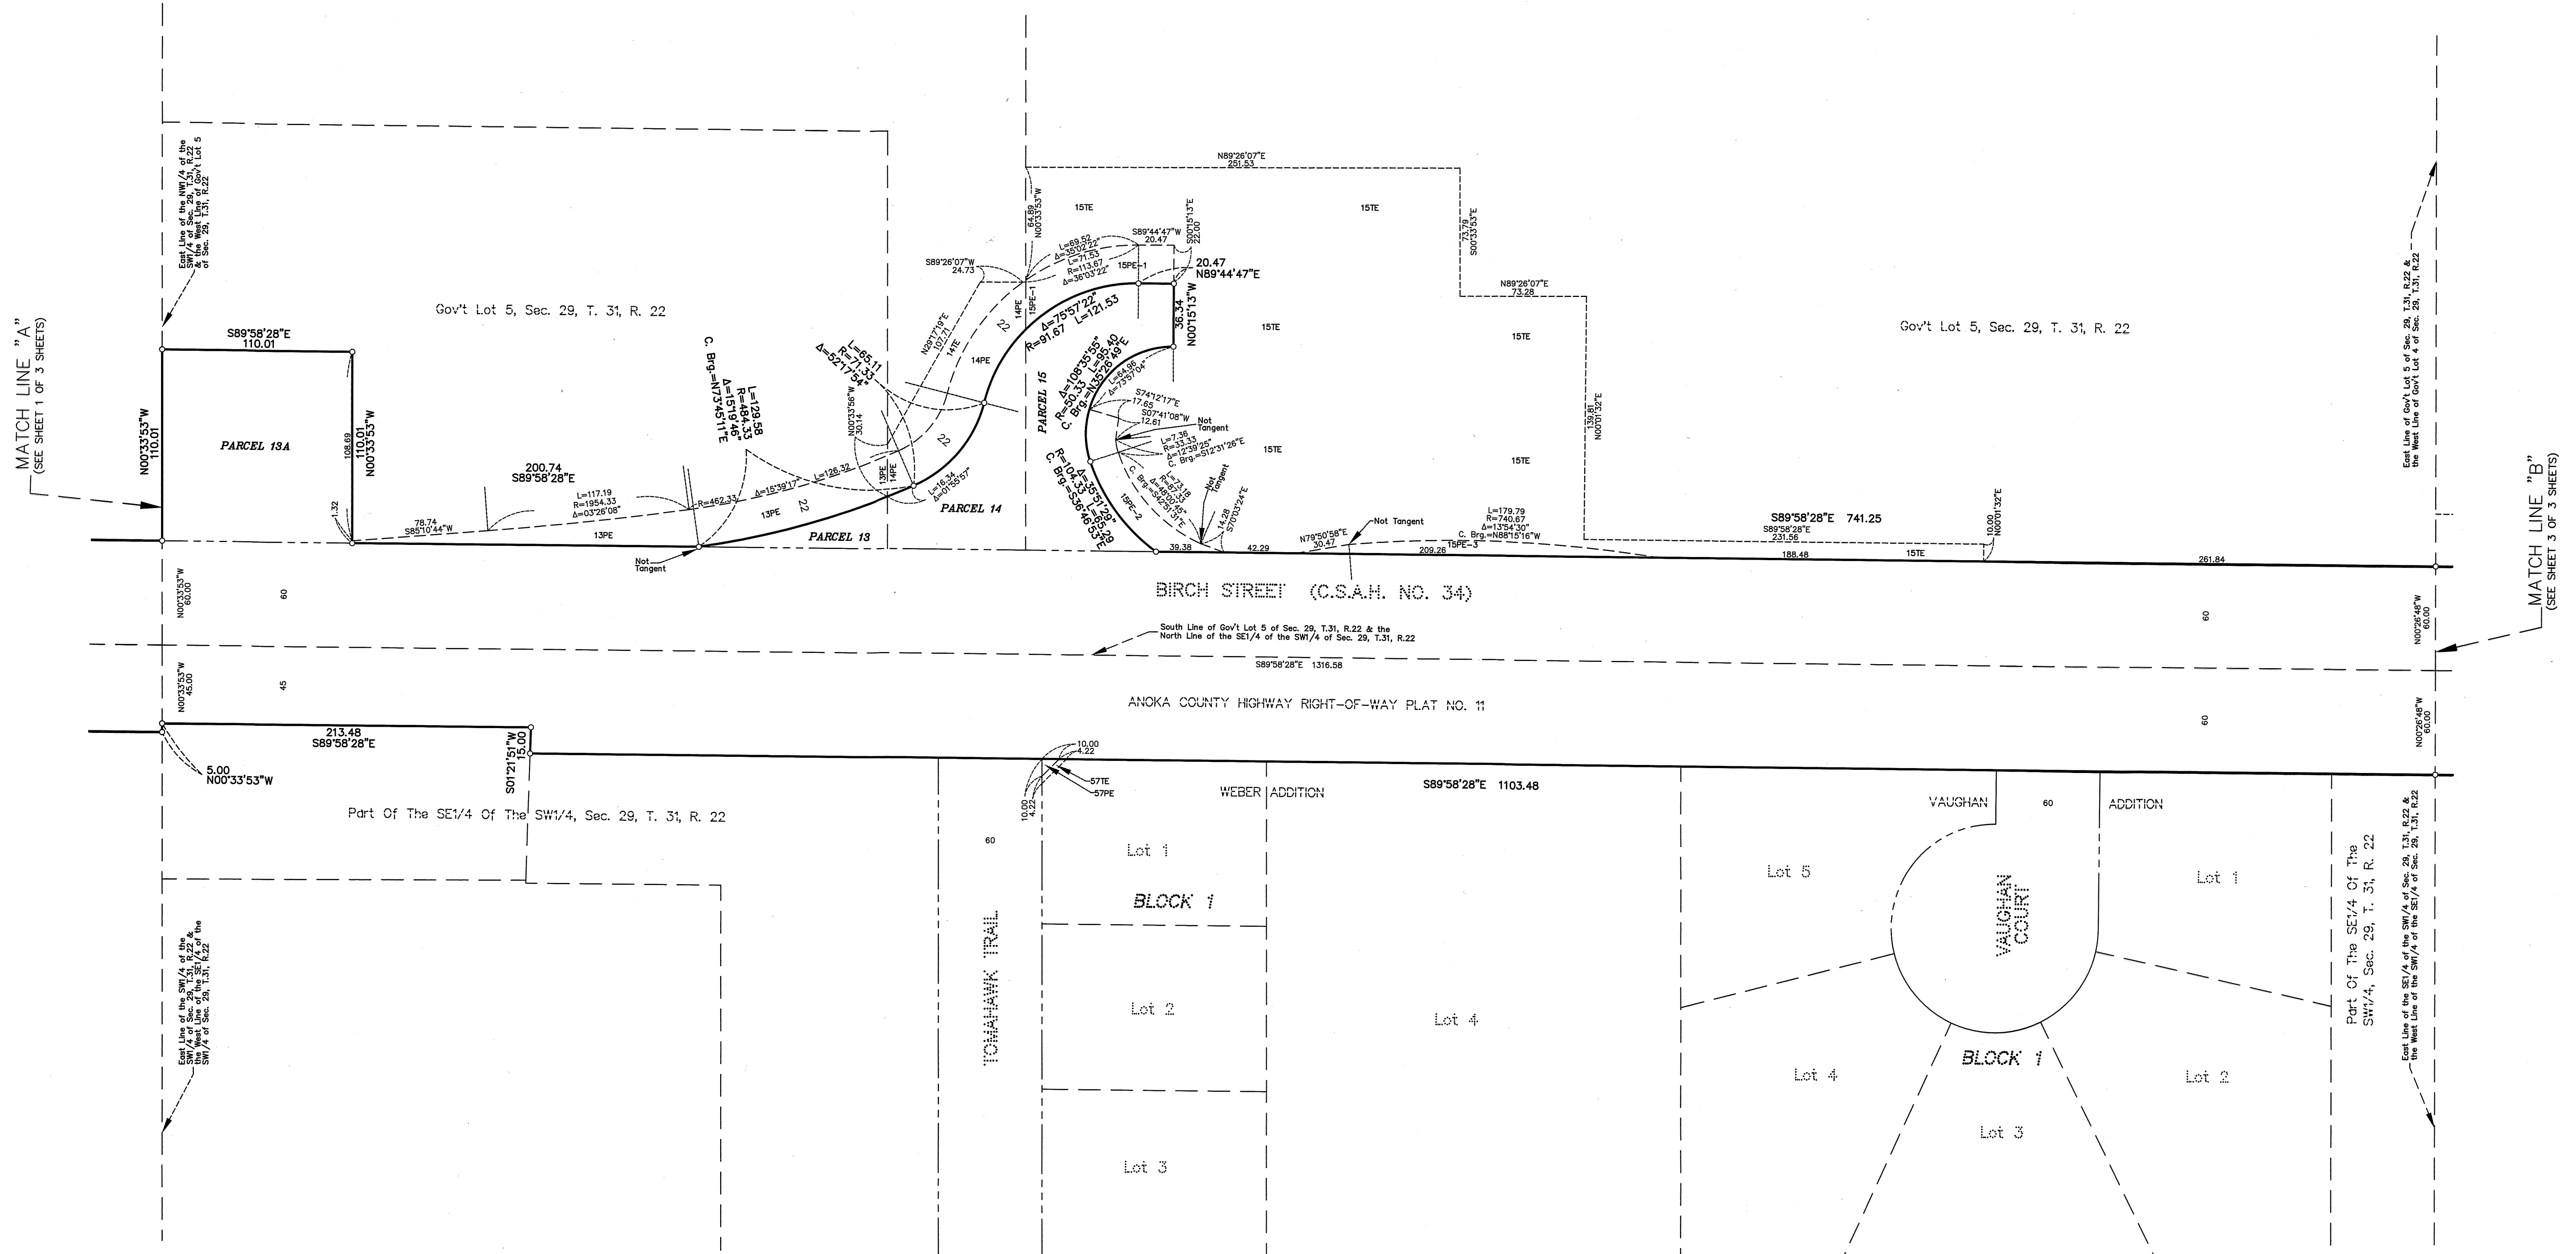 MATCH LINE "A"
(SEE SHEET 1 OF 3 SHEETS)
East Line of the NW1/4 of the
SW1/4 of Sec. 29, T.31, R.22
& the West Line of Gov't Lot 5
of Sec. 29, T.31, R.22
Gov't Lot 5, Sec. 29, T. 31, R. 22
S89°58'28"E
110.01
N00°33'53"W
110.01
PARCEL 13A
108.69
110.01
N00°33'53"W
1.32
200.74
S89°58'28"E
78.74
S85°10'44"W
L=117.19
R=1954.33
Δ=03°26'08"
13PE
R=462.33
Δ=15°39'17"
L=126.32
13PE
22
PARCEL 13
Not
Tangent
L=129.58
R=484.33
Δ=15°19'46"
C. Brg.=N73°45'11"E
L=65.11
R=71.33
Δ=52°17'54"
N00°33'56"W
30.14
13PE
14PE
L=16.34
Δ=01°55'57"
PARCEL 14
22
14PE
14TE
N29°17'19"E
107.71
S89°26'07"W
24.73
64.89
N00°33'53"W
14PE
15PE-1
22
N89°26'07"E
251.53
15TE
15TE
L=69.52
Δ=35°02'22"
L=71.53
R=113.67
Δ=36°03'22"
15PE-1
S89°44'47"W
20.47
S00°15'13"E
22.00
20.47
N89°44'47"E
Δ=75°57'22"
R=91.67 L=121.53
36.34
N00°15'13"W
PARCEL 15
Δ=108°35'55"
R=50.33 L=95.40
C. Brg.=N35°26'49"E
L=64.96
Δ=73°57'04"
S74°12'17"E
17.65
S07°41'08"W
12.61
Not
Tangent
L=7.36
R=33.33
Δ=12°39'25"
C. Brg.=S12°31'26"E
L=73.18
R=87.33
Δ=48°00'45"
C. Brg.=S42°51'31"E
Not
Tangent
14.28
S70°03'24"E
15PE-2
Δ=35°51'29"
R=104.33 L=65.29
C. Brg.=S36°46'53"E
39.38
42.29
N79°50'58"E
30.47
Not Tangent
209.26
15PE-3
L=179.79
R=740.67
Δ=13°54'30"
C. Brg.=N88°15'16"W
73.79
S00°33'53"E
N89°26'07"E
73.28
139.81
N00°01'32"E
15TE
15TE
15TE
15TE
S89°58'28"E 741.25
S89°58'28"E
231.56
188.48
15TE
10.00
N00°01'32"E
261.84
Gov't Lot 5, Sec. 29, T. 31, R. 22
East Line of Gov't Lot 5 of Sec. 29, T.31, R.22 &
the West Line of Gov't Lot 4 of Sec. 29, T.31, R.22
MATCH LINE "B"
(SEE SHEET 3 OF 3 SHEETS)
N00°33'53"W
60.00
60
BIRCH STREET (C.S.A.H. NO. 34)
60
N00°26'48"W
60.00
South Line of Gov't Lot 5 of Sec. 29, T.31, R.22 & the
North Line of the SE1/4 of the SW1/4 of Sec. 29, T.31, R.22
S89°58'28"E 1316.58
N00°33'53"W
45.00
45
ANOKA COUNTY HIGHWAY RIGHT-OF-WAY PLAT NO. 11
60
N00°26'48"W
60.00
213.48
S89°58'28"E
5.00
N00°33'53"W
S01°21'51"W
15.00
Part Of The SE1/4 Of The SW1/4, Sec. 29, T. 31, R. 22
10.00
4.22
57TE
57PE
10.00
4.22
WEBER ADDITION
S89°58'28"E 1103.48
VAUGHAN
60
ADDITION
60
TOMAHAWK TRAIL
Lot 1
BLOCK 1
Lot 2
Lot 3
Lot 4
Lot 5
VAUGHAN
COURT
Lot 1
Lot 4
BLOCK 1
Lot 2
Lot 3
Part Of The SE1/4 Of The
SW1/4, Sec. 29, T. 31, R. 22
East Line of the SE1/4 of the SW1/4 of Sec. 29, T.31, R.22 &
the West Line of the SW1/4 of the SE1/4 of Sec. 29, T.31, R.22
East Line of the SW1/4 of the
SW1/4 of Sec. 29, T.31, R.22 &
the West Line of the SE1/4 of the
SW1/4 of Sec. 29, T.31, R.22